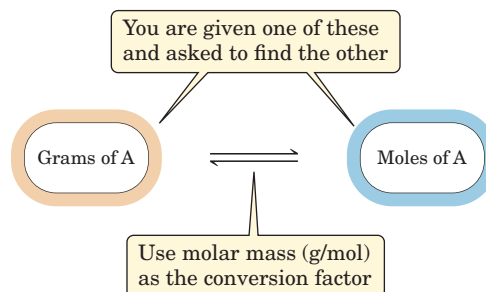 You are given one of these
and asked to find the other
Grams of A
Moles of A
Use molar mass (g/mol)
as the conversion factor